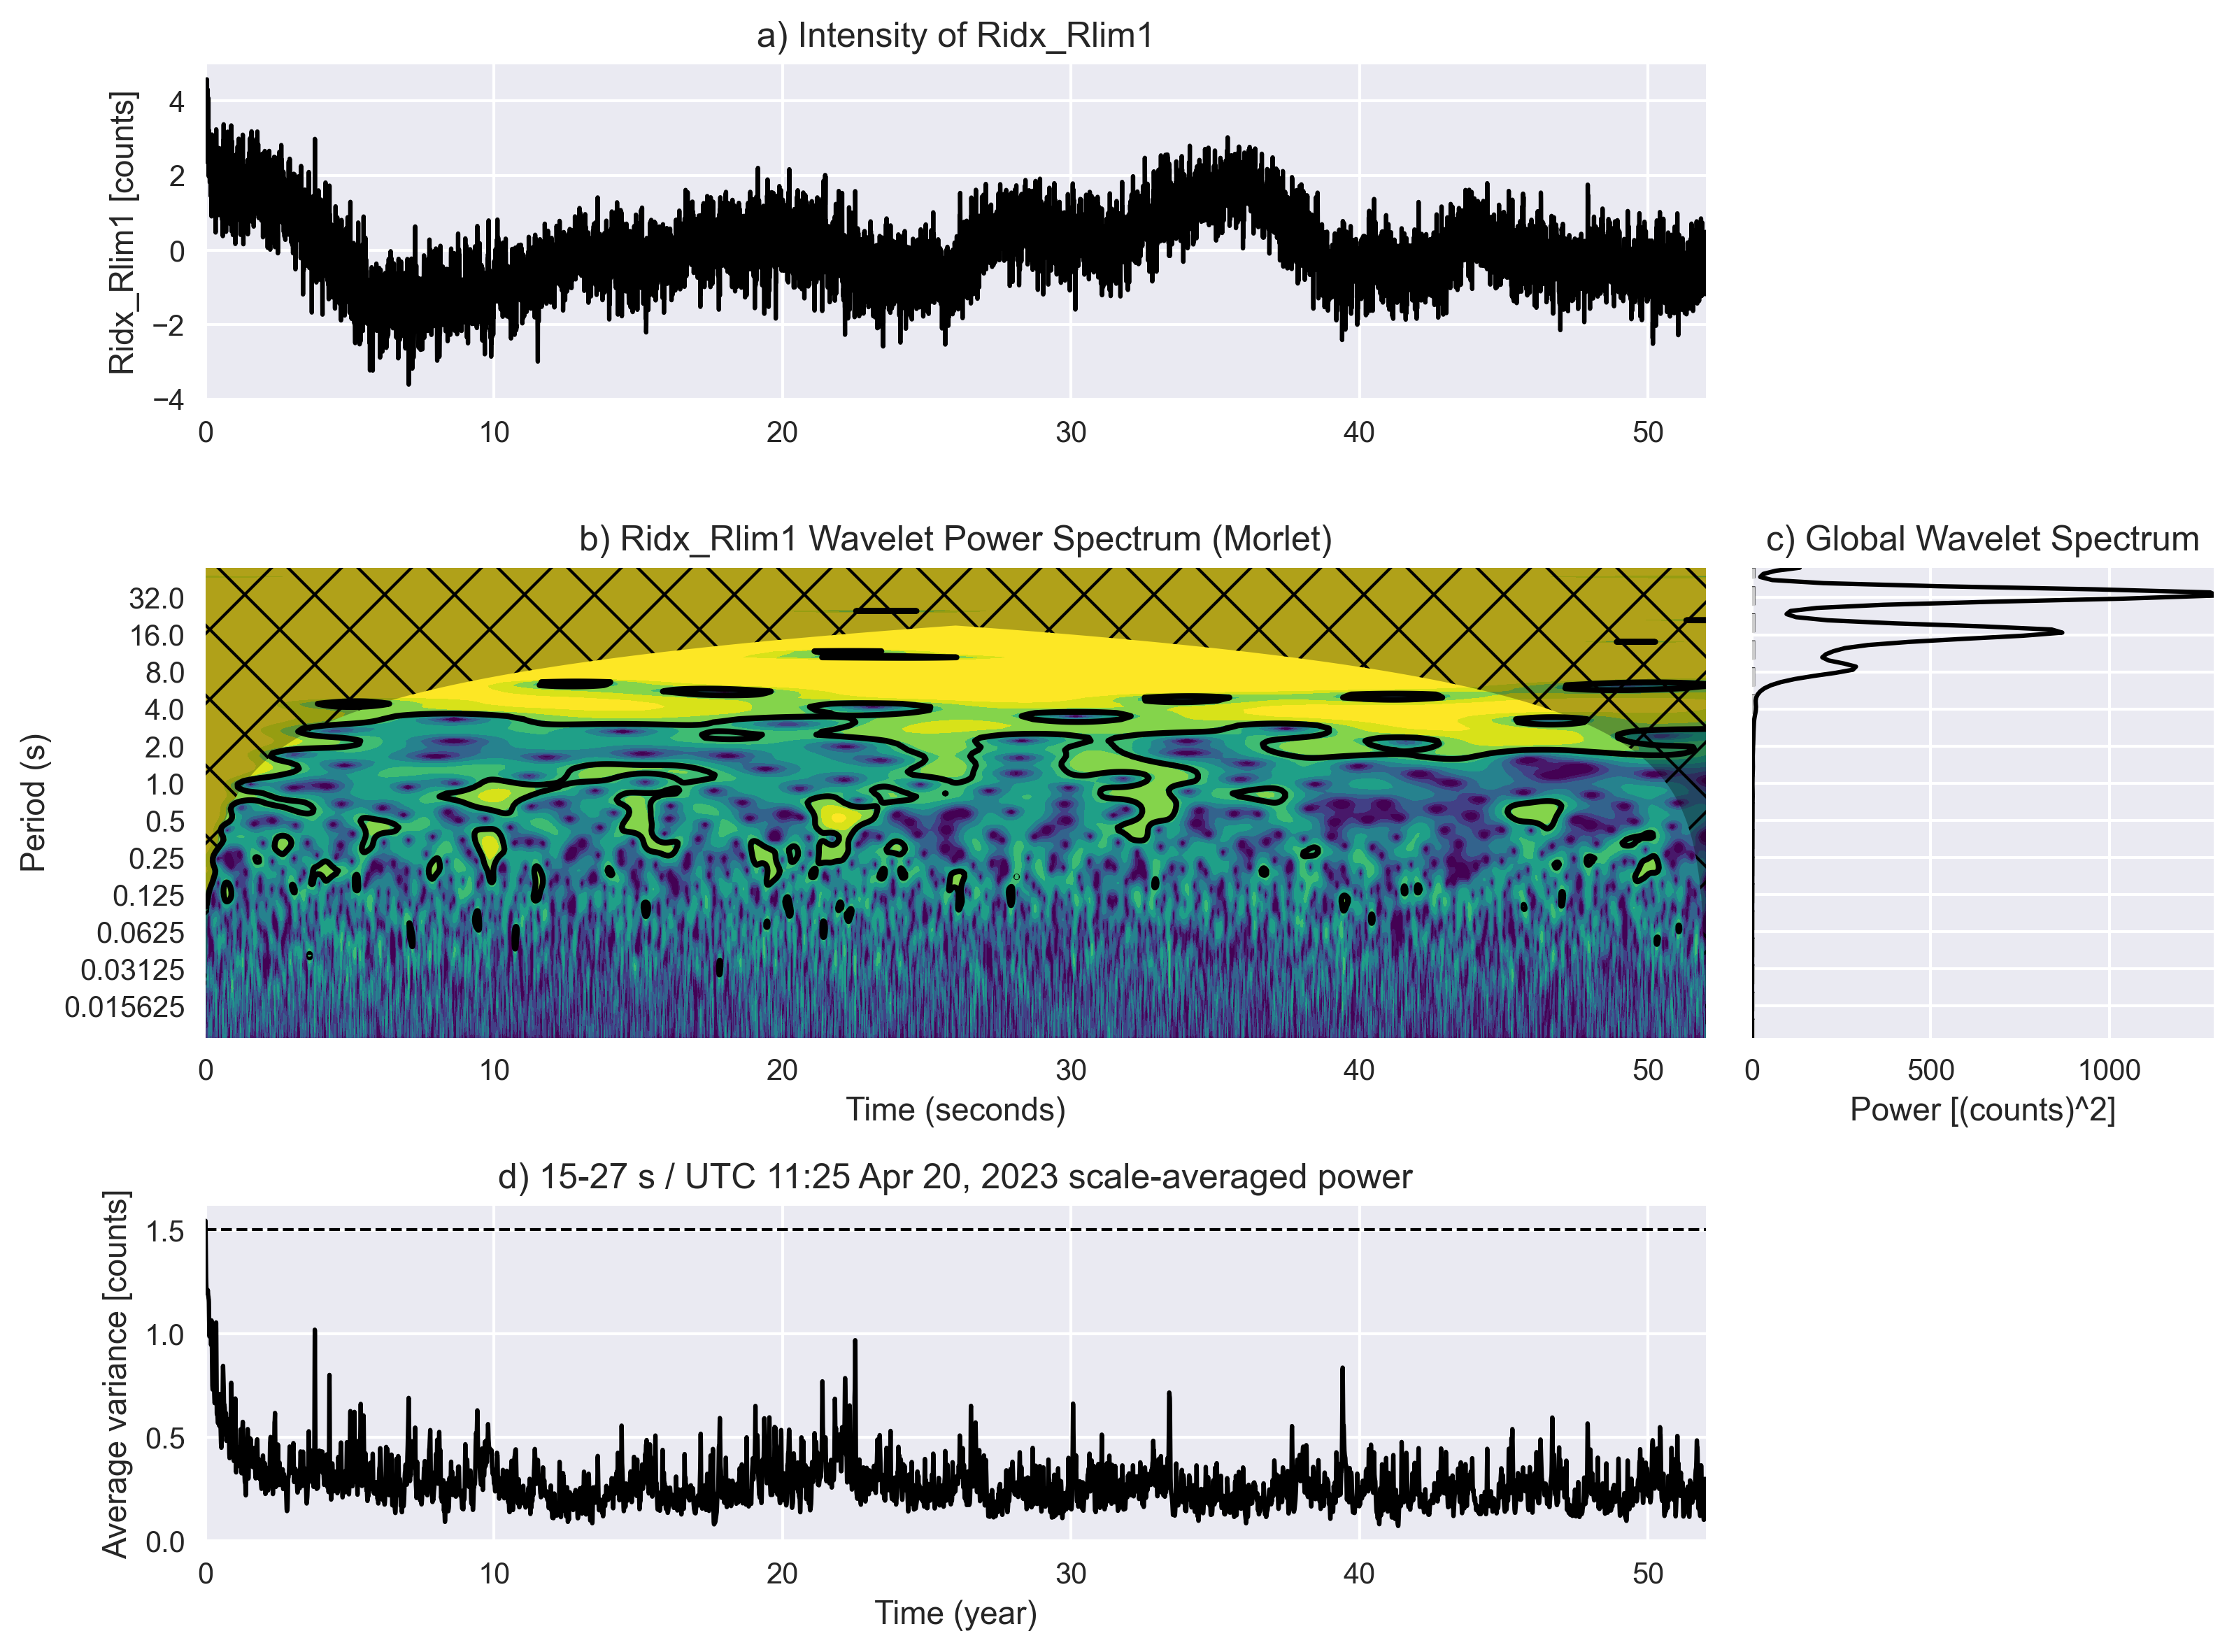 a) Intensity of Ridx_Rlim1
Ridx_Rlim1 [counts]
4
2
0
−2
−4
0 10 20 30 40 50
b) Ridx_Rlim1 Wavelet Power Spectrum (Morlet)
Period (s)
32.0
16.0
8.0
4.0
2.0
1.0
0.5
0.25
0.125
0.0625
0.03125
0.015625
0 10 20 30 40 50
Time (seconds)
c) Global Wavelet Spectrum
0 500 1000
Power [(counts)^2]
d) 15-27 s / UTC 11:25 Apr 20, 2023 scale-averaged power
Average variance [counts]
1.5
1.0
0.5
0.0
0 10 20 30 40 50
Time (year)